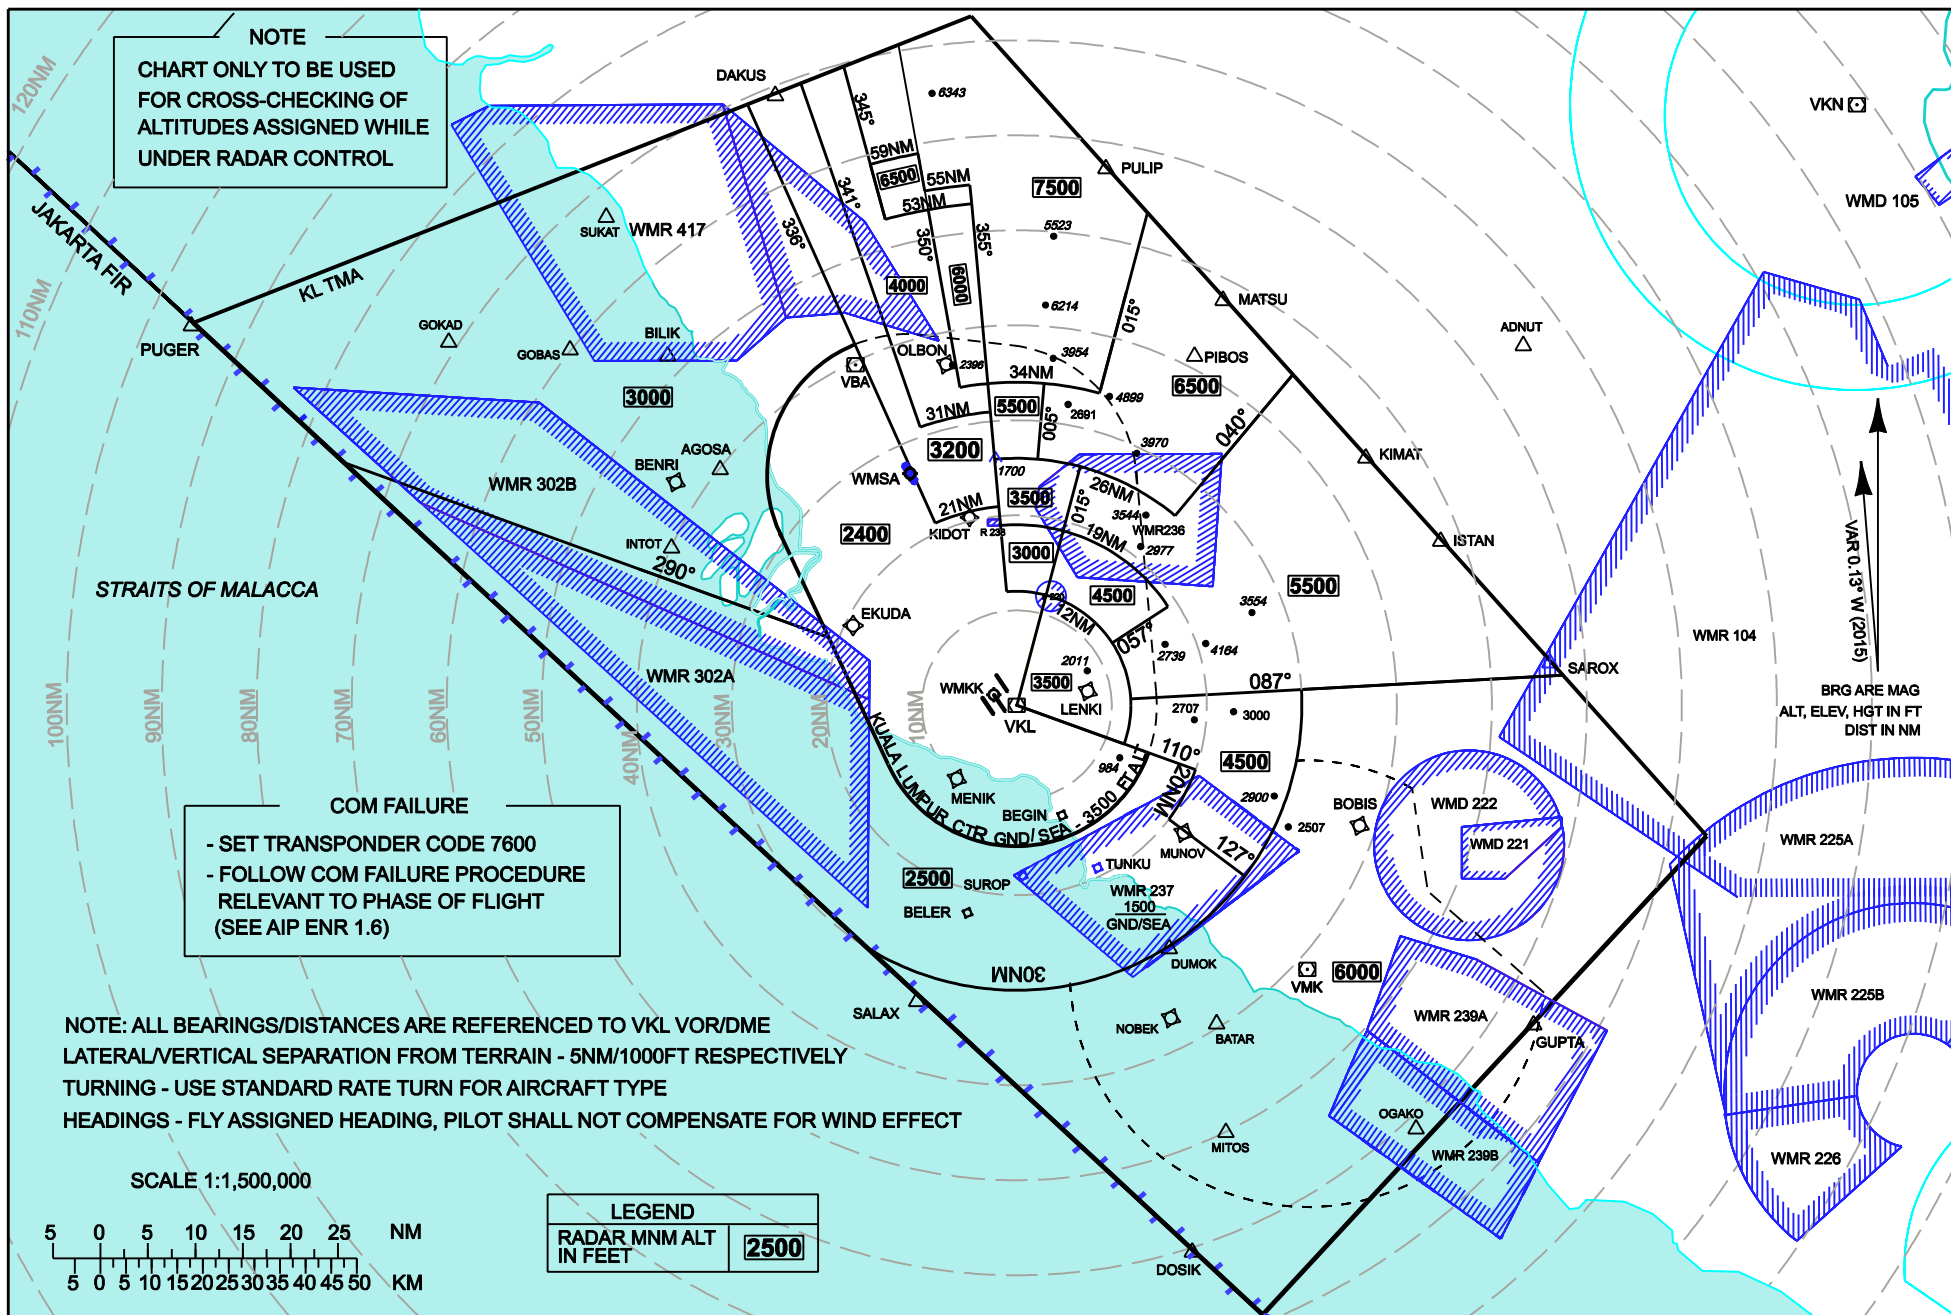 NOTE
CHART ONLY TO BE USED
FOR CROSS-CHECKING OF
ALTITUDES ASSIGNED WHILE
UNDER RADAR CONTROL
120NM
110NM
JAKARTA FIR
KL TMA
PUGER
GOKAD
GOBAS
SUKAT
WMR 417
BILIK
DAKUS
3000
336°
341°
345°
59NM
6500
55NM
53NM
350°
355°
6000
4000
6343
7500
5523
6214
PULIP
015°
MATSU
PIBOS
6500
ADNUT
VKN
WMD 105
VBA
OLBON
2396
3954
34NM
31NM
5500
005°
2691
4899
040°
3970
KIMAT
AGOSA
BENRI
WMR 302B
INTOT
290°
3200
WMSA
1700
21NM
3500
015°
26NM
3544
WMR236
KIDOT
R 238
19NM
2977
2400
3000
4500
12NM
057°
5500
3554
ISTAN
VAR 0.13° W (2015)
STRAITS OF MALACCA
EKUDA
WMR 302A
2739
4164
WMR 104
2011
3500
WMKK
LENKI
VKL
087°
SAROX
BRG ARE MAG
ALT, ELEV, HGT IN FT
DIST IN NM
100NM
90NM
80NM
70NM
60NM
50NM
40NM
30NM
20NM
10NM
2707
3000
110°
984
4500
KUALA LUMPUR CTR
GND/ SEA
3500 FT ALT
20NM
MENIK
BEGIN
2900
2507
BOBIS
WMD 222
WMD 221
WMR 225A
MUNOV
127°
TUNKU
SUROP
2500
BELER
WMR 237
1500
GND/SEA
DUMOK
30NM
VMK
6000
WMR 239A
GUPTA
WMR 225B
COM FAILURE
- SET TRANSPONDER CODE 7600
- FOLLOW COM FAILURE PROCEDURE
RELEVANT TO PHASE OF FLIGHT
(SEE AIP ENR 1.6)
SALAX
NOBEK
BATAR
NOTE: ALL BEARINGS/DISTANCES ARE REFERENCED TO VKL VOR/DME
LATERAL/VERTICAL SEPARATION FROM TERRAIN - 5NM/1000FT RESPECTIVELY
TURNING - USE STANDARD RATE TURN FOR AIRCRAFT TYPE
HEADINGS - FLY ASSIGNED HEADING, PILOT SHALL NOT COMPENSATE FOR WIND EFFECT
MITOS
OGAKO
WMR 239B
WMR 226
SCALE 1:1,500,000
5 0 5 10 15 20 25 NM
5 0 5 10 15 20 25 30 35 40 45 50 KM
LEGEND
RADAR MNM ALT
IN FEET
2500
DOSIK